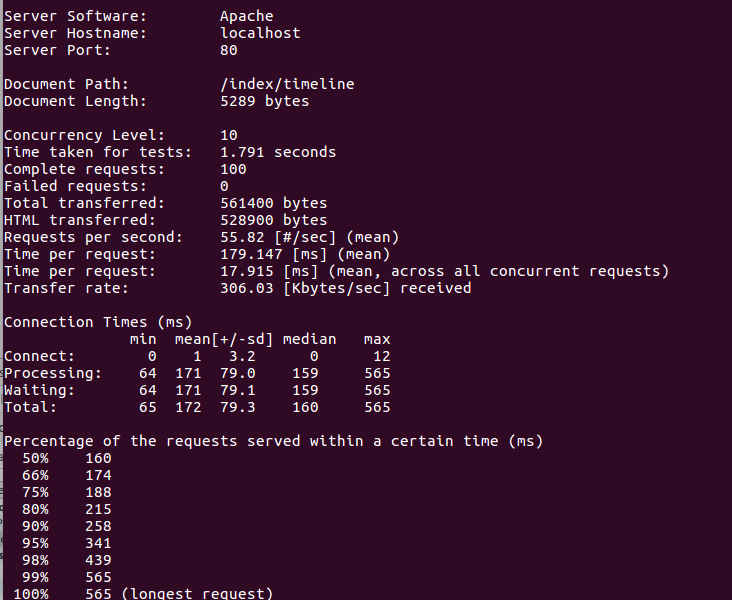 Server Software: Apache
Server Hostname: localhost
Server Port: 80
Document Path: /index/timeline
Document Length: 5289 bytes
Concurrency Level: 10
Time taken for tests: 1.791 seconds
Complete requests: 100
Failed requests: 0
Total transferred: 561400 bytes
HTML transferred: 528900 bytes
Requests per second: 55.82 [#/sec] (mean)
Time per request: 179.147 [ms] (mean)
Time per request: 17.915 [ms] (mean, across all concurrent requests)
Transfer rate: 306.03 [Kbytes/sec] received
Connection Times (ms)
min mean[+/-sd] median max
Connect: 0 1 3.2 0 12
Processing: 64 171 79.0 159 565
Waiting: 64 171 79.1 159 565
Total: 65 172 79.3 160 565
Percentage of the requests served within a certain time (ms)
50% 160
66% 174
75% 188
80% 215
90% 258
95% 341
98% 439
99% 565
100% 565 (longest request)